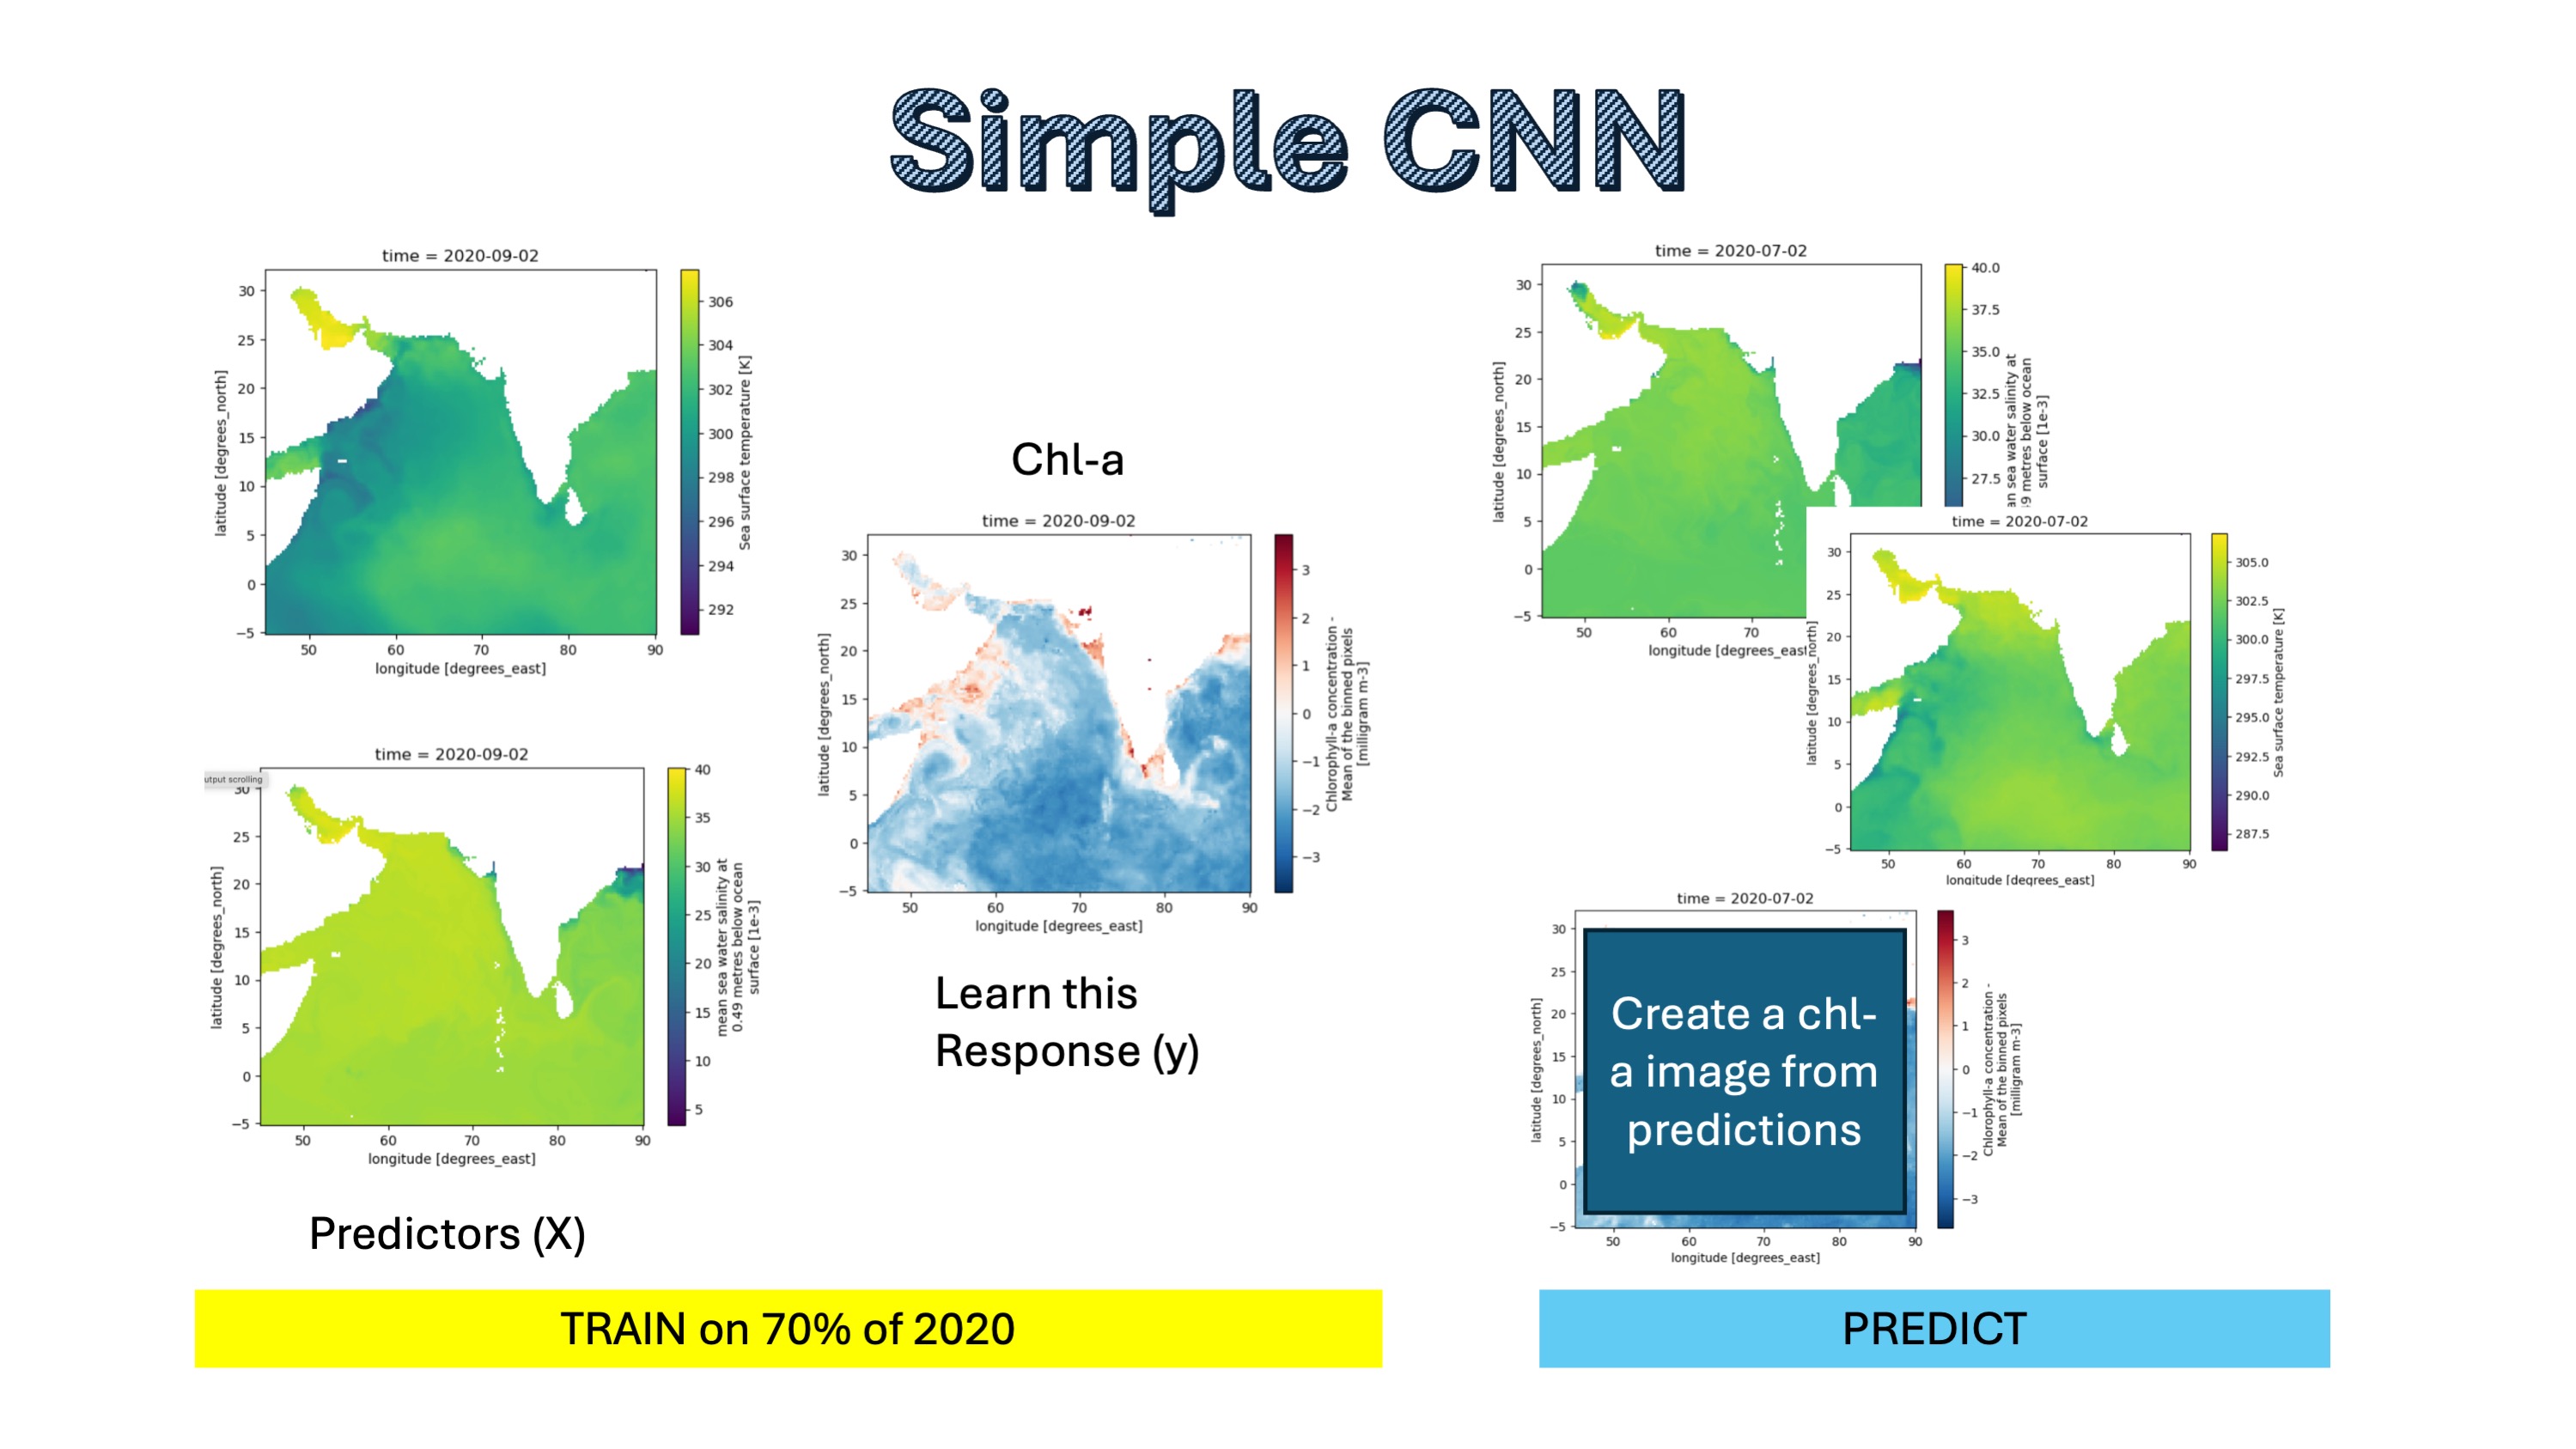 Simple CNN
time = 2020-09-02
30
25
20
15
10
5
0
−5
latitude [degrees_north]
50
60
70
80
90
longitude [degrees_east]
306
304
302
300
298
296
294
292
Sea surface temperature [K]
time = 2020-09-02
utput scrolling
30
25
20
15
10
5
0
−5
latitude [degrees_north]
50
60
70
80
90
longitude [degrees_east]
40
35
30
25
20
15
10
5
mean sea water salinity at
0.49 metres below ocean
surface [1e-3]
Predictors (X)
Chl-a
time = 2020-09-02
30
25
20
15
10
5
0
−5
latitude [degrees_north]
50
60
70
80
90
longitude [degrees_east]
3
2
1
0
−1
−2
−3
Chlorophyll-a concentration -
Mean of the binned pixels
[milligram m-3]
Learn this
Response (y)
TRAIN on 70% of 2020
time = 2020-07-02
30
25
20
15
10
5
0
−5
latitude [degrees_north]
50
60
70
longitude [degrees_east
40.0
37.5
35.0
32.5
30.0
27.5
an sea water salinity at
9 metres below ocean
surface [1e-3]
time = 2020-07-02
30
25
20
15
10
5
0
−5
latitude [degrees_north]
50
60
70
80
90
longitude [degrees_east]
305.0
302.5
300.0
297.5
295.0
292.5
290.0
287.5
Sea surface temperature [K]
time = 2020-07-02
30
25
20
15
10
5
0
−5
latitude [degrees_north]
50
60
70
80
90
longitude [degrees_east]
3
2
1
0
−1
−2
−3
Chlorophyll-a concentration -
Mean of the binned pixels
[milligram m-3]
Create a chl-
a image from
predictions
PREDICT